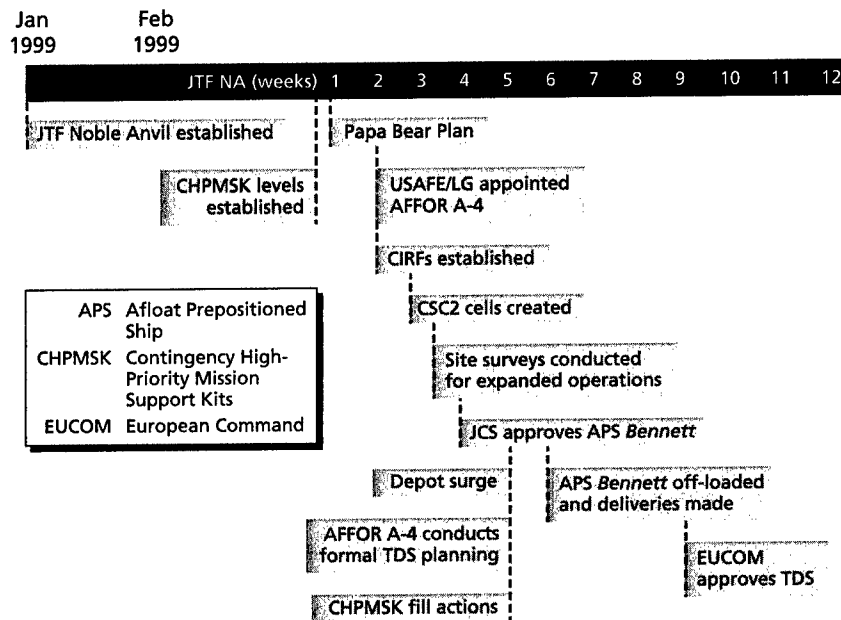 Jan
1999
Feb
1999
JTF NA (weeks) 1 2 3 4 5 6 7 8 9 10 11 12
JTF Noble Anvil established
Papa Bear Plan
CHPMSK levels
established
USAFE/LG appointed
AFFOR A-4
CIRFs established
CSC2 cells created
APS Afloat Prepositioned
Ship
CHPMSK Contingency High-
Priority Mission
Support Kits
EUCOM European Command
Site surveys conducted
for expanded operations
JCS approves APS Bennett
Depot surge
APS Bennett off-loaded
and deliveries made
AFFOR A-4 conducts
formal TDS planning
EUCOM
approves TDS
CHPMSK fill actions